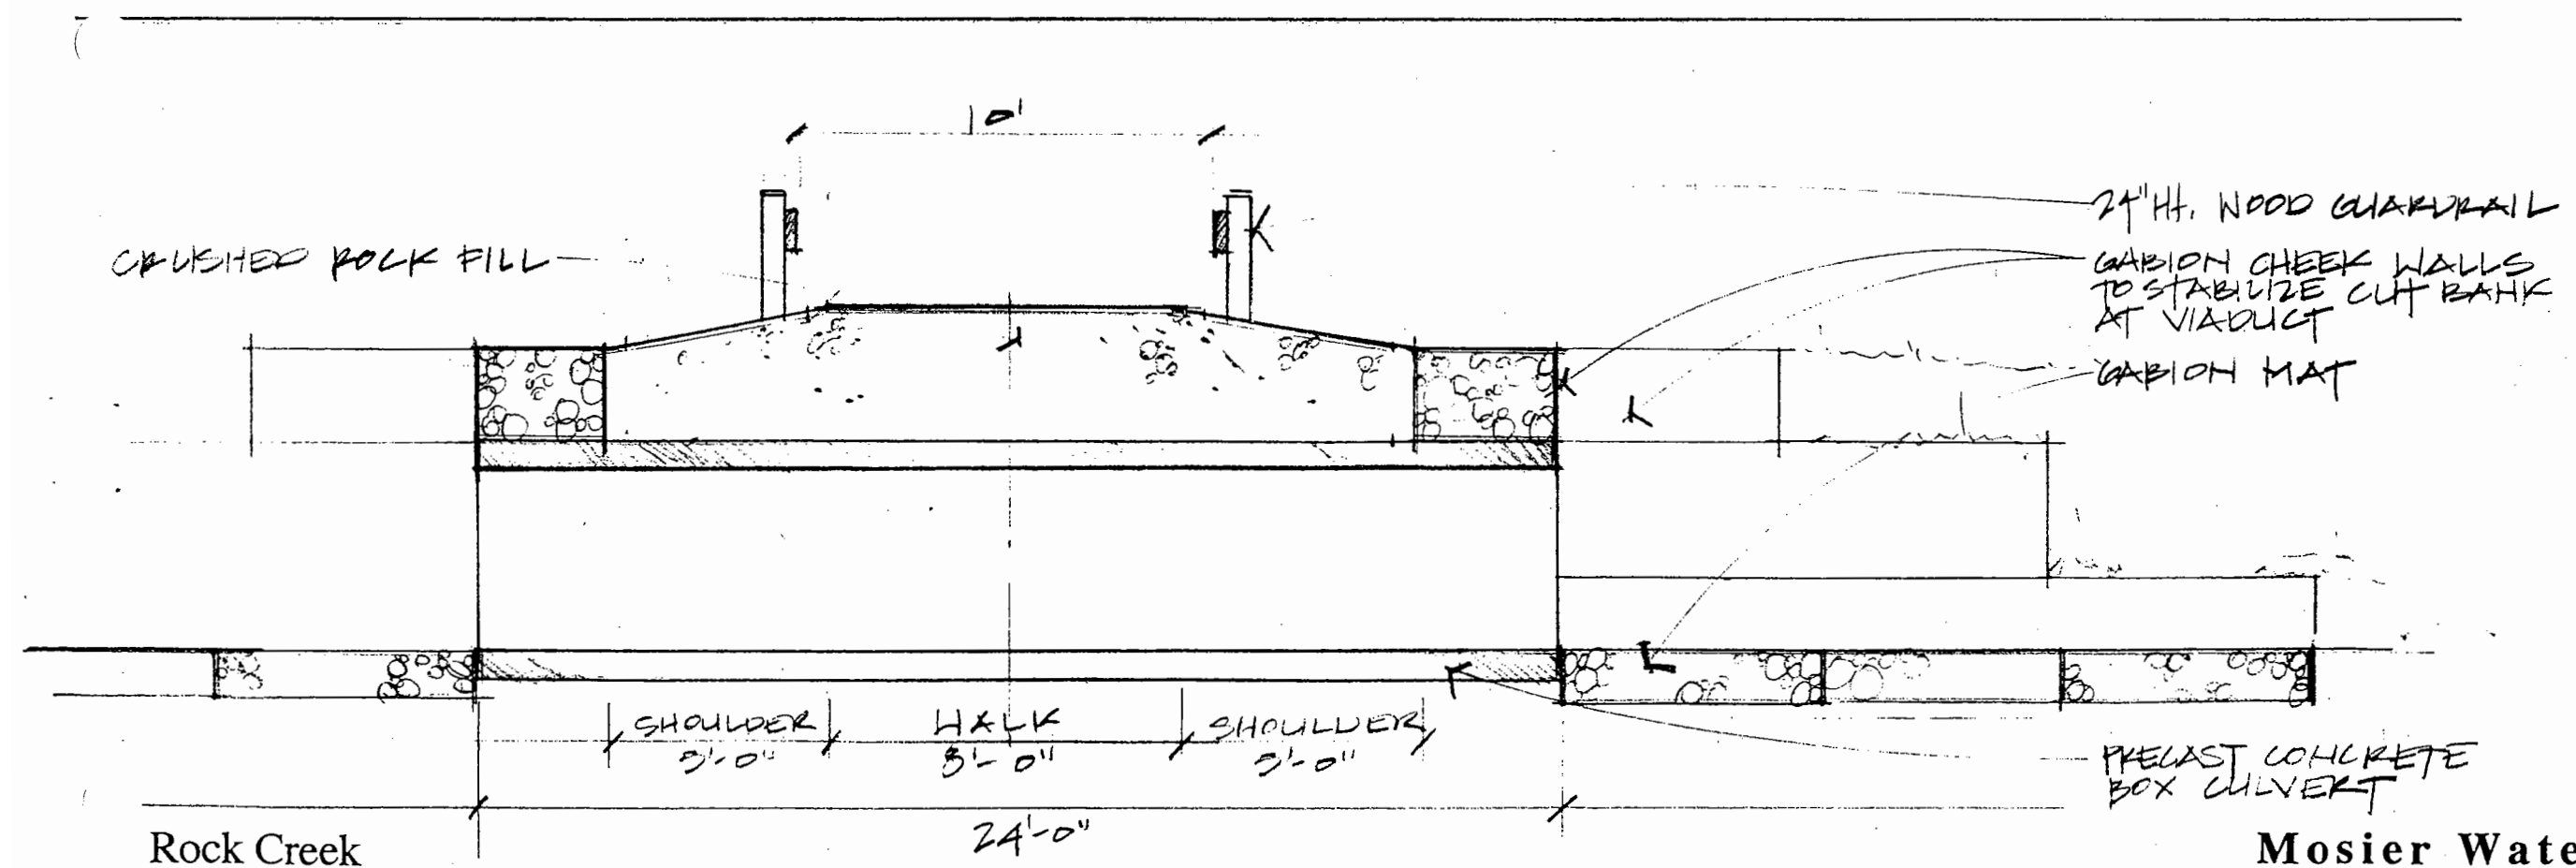 10'
24" Ht. WOOD GUARDRAIL
CRUSHED ROCK FILL
GABION CHEEK WALLS
TO STABILIZE CUT BANK
AT VIADUCT
GABION MAT
SHOULDER
5'-0"
WALK
8'-0"
SHOULDER
5'-0"
PRECAST CONCRETE
BOX CULVERT
24'-0"
Rock Creek
Mosier Wate